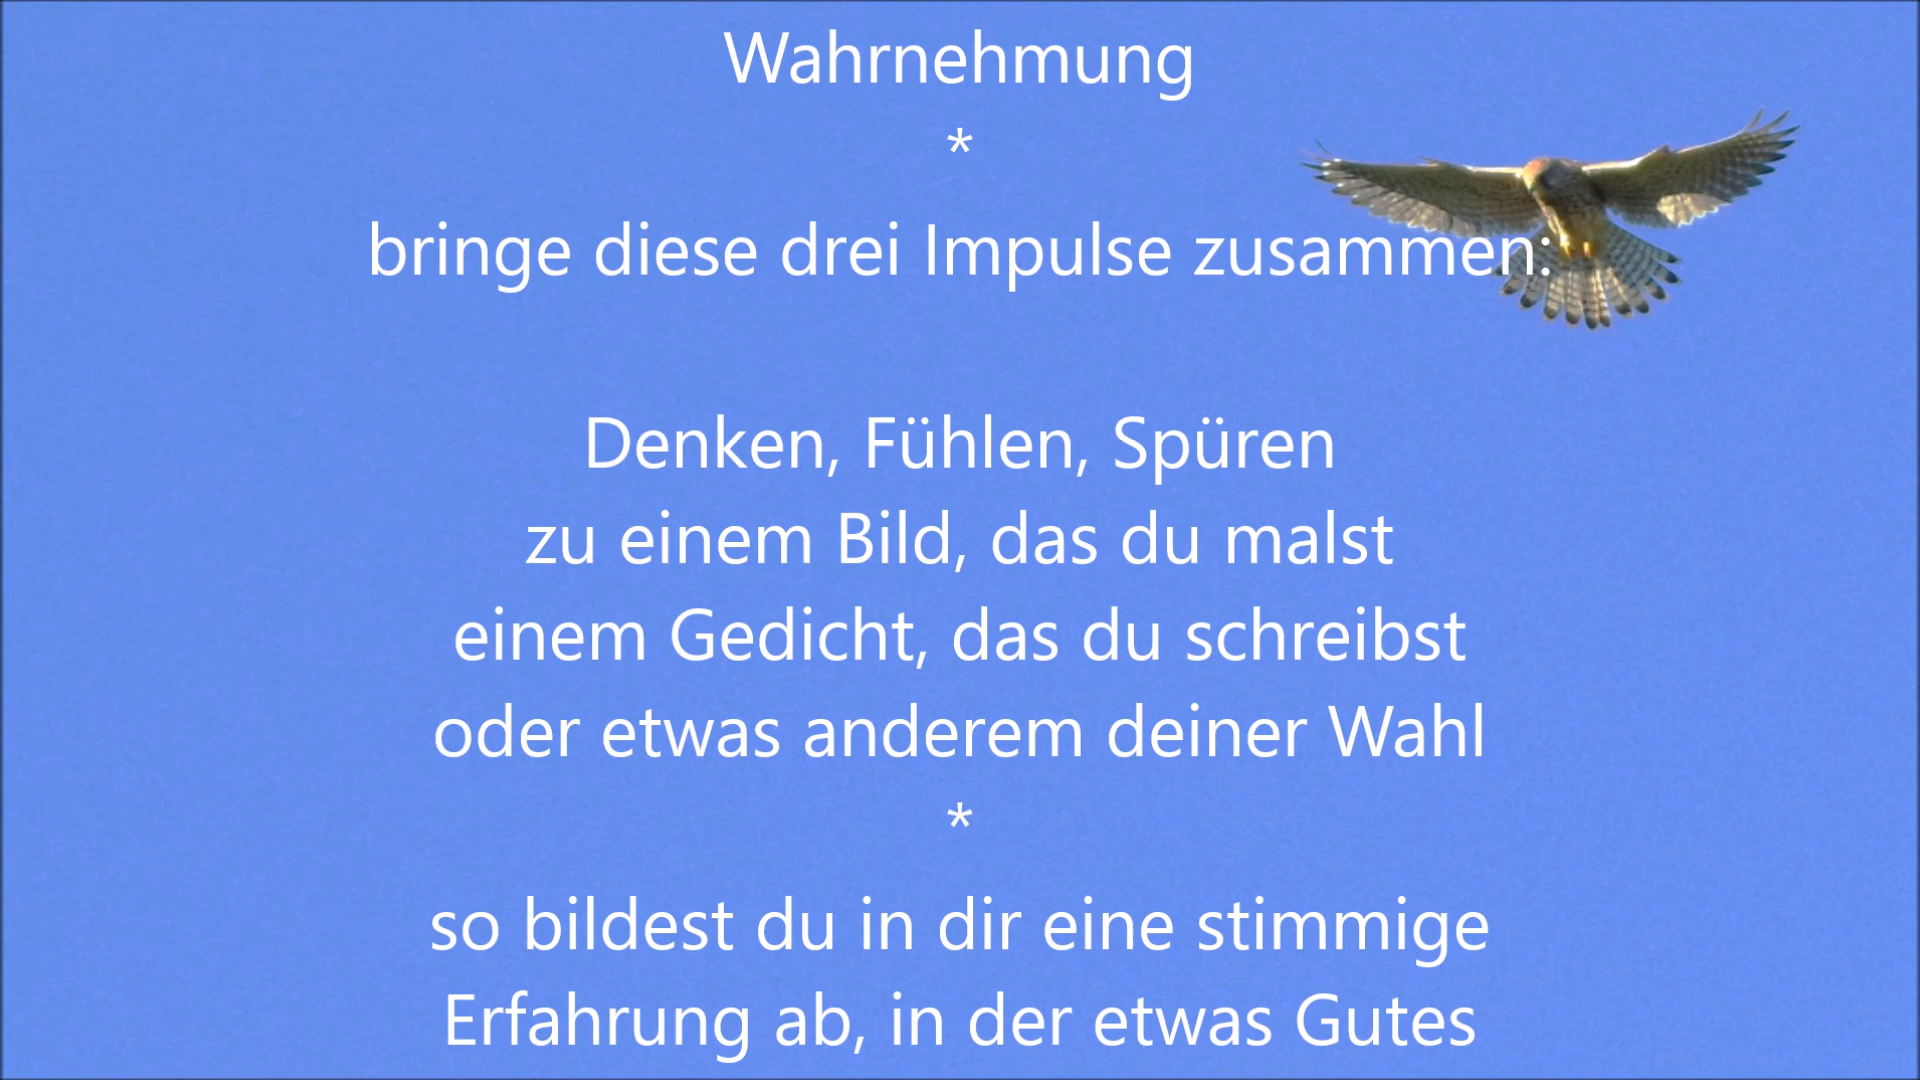 Wahrnehmung
*
bringe diese drei Impulse zusammen:
Denken, Fühlen, Spüren
zu einem Bild, das du malst
einem Gedicht, das du schreibst
oder etwas anderem deiner Wahl
*
so bildest du in dir eine stimmige
Erfahrung ab, in der etwas Gutes